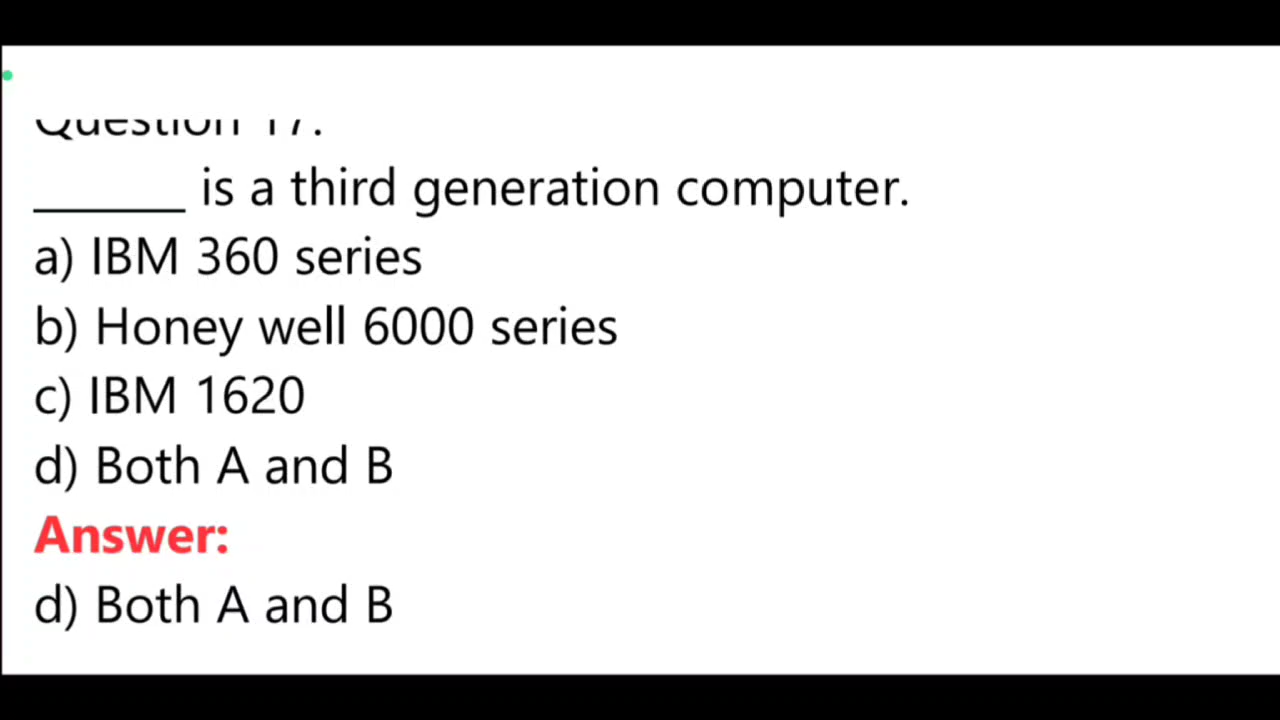 Question 17.
_______ is a third generation computer.
a) IBM 360 series
b) Honey well 6000 series
c) IBM 1620
d) Both A and B
Answer:
d) Both A and B